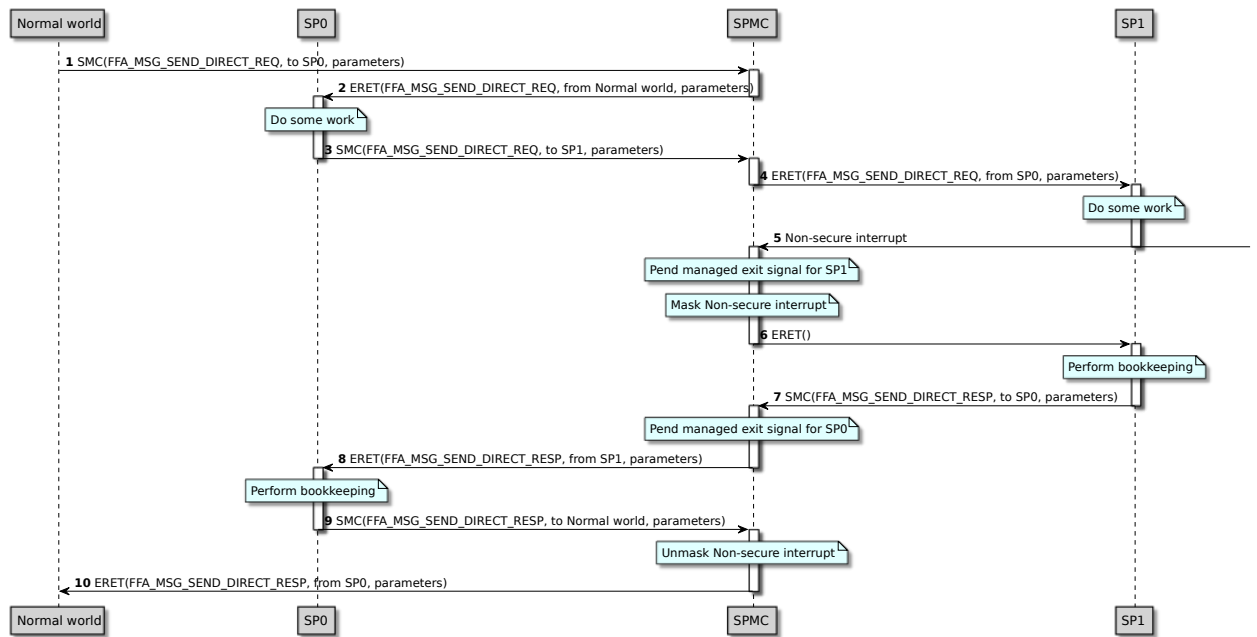 Normal world
SP0
SPMC
SP1
1 SMC(FFA_MSG_SEND_DIRECT_REQ, to SP0, parameters)
2 ERET(FFA_MSG_SEND_DIRECT_REQ, from Normal world, parameters)
Do some work
3 SMC(FFA_MSG_SEND_DIRECT_REQ, to SP1, parameters)
4 ERET(FFA_MSG_SEND_DIRECT_REQ, from SP0, parameters)
Do some work
5 Non-secure interrupt
Pend managed exit signal for SP1
Mask Non-secure interrupt
6 ERET()
Perform bookkeeping
7 SMC(FFA_MSG_SEND_DIRECT_RESP, to SP0, parameters)
Pend managed exit signal for SP0
8 ERET(FFA_MSG_SEND_DIRECT_RESP, from SP1, parameters)
Perform bookkeeping
9 SMC(FFA_MSG_SEND_DIRECT_RESP, to Normal world, parameters)
Unmask Non-secure interrupt
10 ERET(FFA_MSG_SEND_DIRECT_RESP, from SP0, parameters)
Normal world
SP0
SPMC
SP1